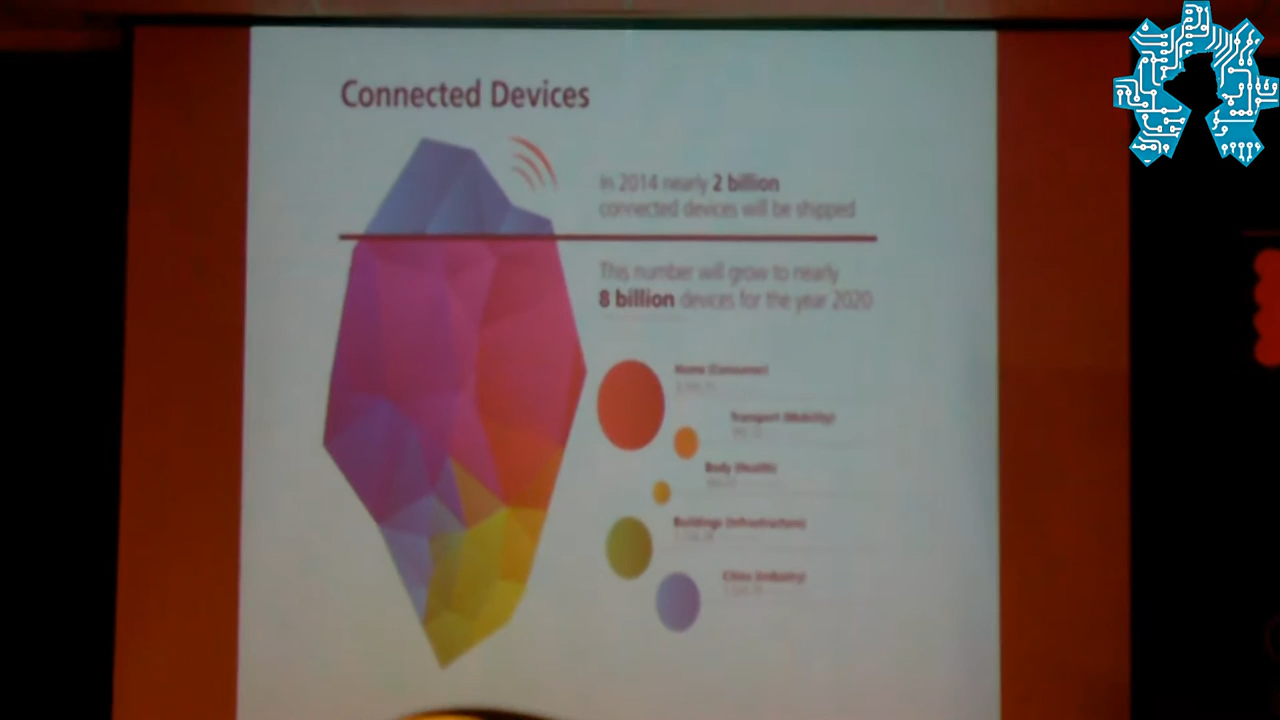 Connected Devices
In 2014 nearly 2 billion
connected devices will be shipped
This number will grow to nearly
8 billion devices for the year 2020
Home (Consumer)
Transport (Mobility)
Body (Health)
Buildings (Infrastructure)
Cities (Industry)